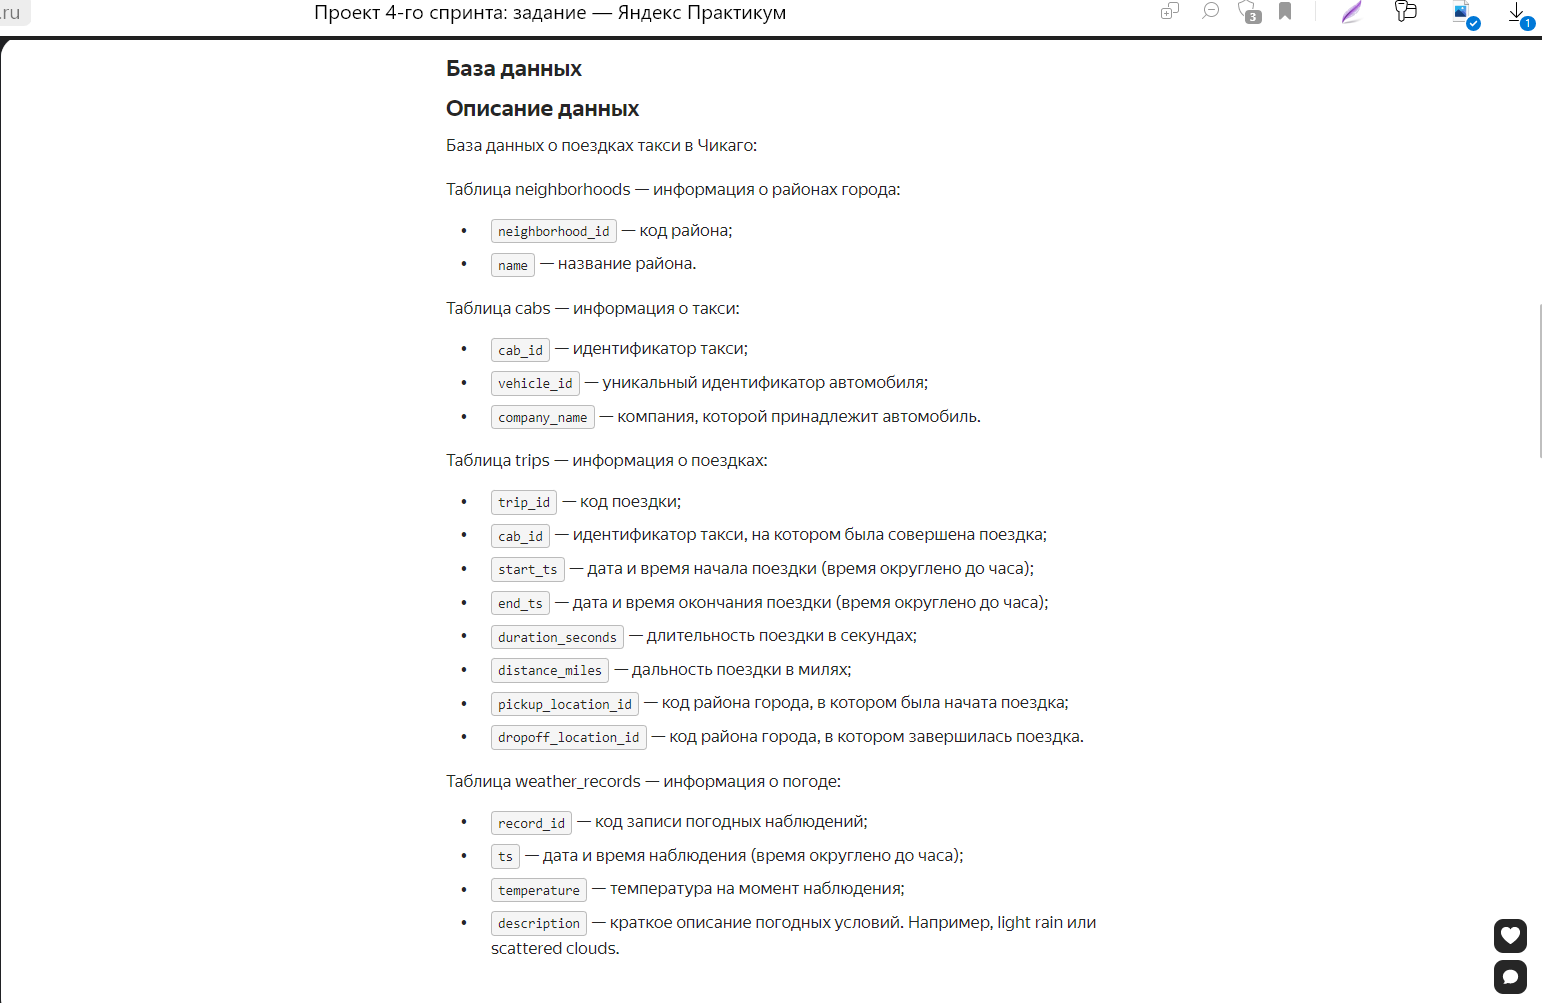 .ru
Проект 4-го спринта: задание — Яндекс Практикум
3
1
База данных
Описание данных
База данных о поездках такси в Чикаго:
Таблица neighborhoods — информация о районах города:
• neighborhood_id — код района;
• name — название района.
Таблица cabs — информация о такси:
• cab_id — идентификатор такси;
• vehicle_id — уникальный идентификатор автомобиля;
• company_name — компания, которой принадлежит автомобиль.
Таблица trips — информация о поездках:
• trip_id — код поездки;
• cab_id — идентификатор такси, на котором была совершена поездка;
• start_ts — дата и время начала поездки (время округлено до часа);
• end_ts — дата и время окончания поездки (время округлено до часа);
• duration_seconds — длительность поездки в секундах;
• distance_miles — дальность поездки в милях;
• pickup_location_id — код района города, в котором была начата поездка;
• dropoff_location_id — код района города, в котором завершилась поездка.
Таблица weather_records — информация о погоде:
• record_id — код записи погодных наблюдений;
• ts — дата и время наблюдения (время округлено до часа);
• temperature — температура на момент наблюдения;
• description — краткое описание погодных условий. Например, light rain или
scattered clouds.